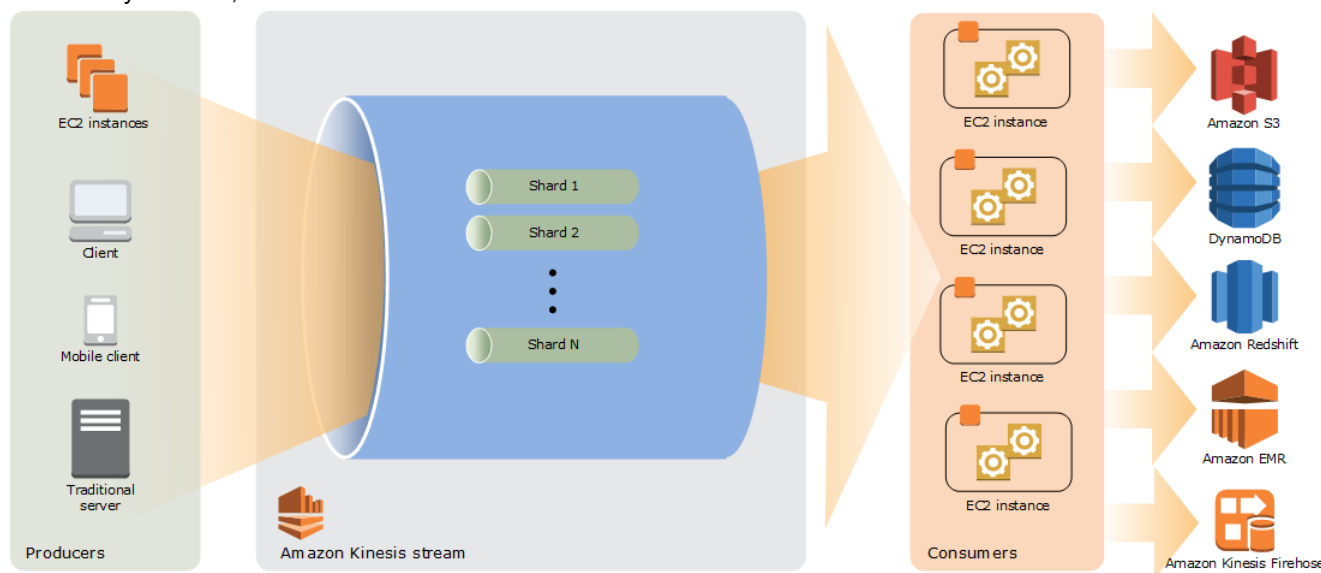 EC2 instances
Client
Mobile client
Traditional
server
Producers
Shard 1
Shard 2
Shard N
Amazon Kinesis stream
EC2 instance
EC2 instance
EC2 instance
EC2 instance
Consumers
Amazon S3
DynamoDB
Amazon Redshift
Amazon EMR
Amazon Kinesis Firehose